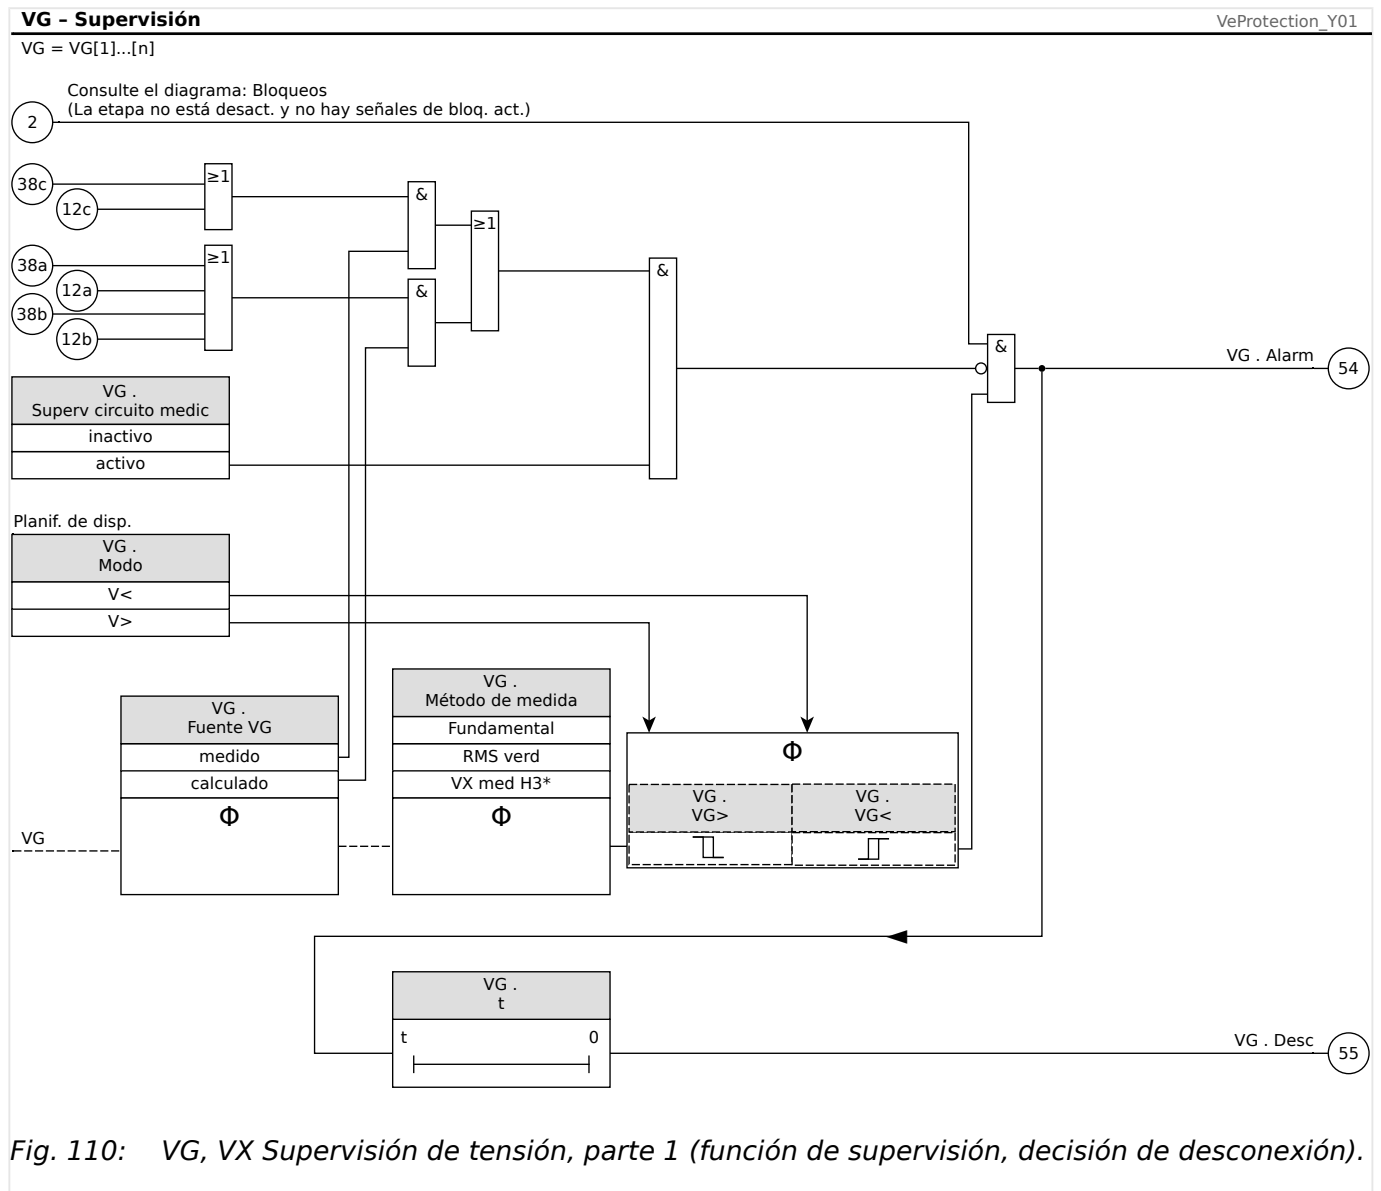 VG – Supervisión
VeProtection_Y01
VG = VG[1]...[n]
Consulte el diagrama: Bloqueos
(La etapa no está desact. y no hay señales de bloq. act.)
2
38c
12c
≥1
&
≥1
38a
12a
38b
12b
≥1
&
&
&
VG . Alarm
54
VG .
Superv circuito medic
inactivo
activo
Planif. de disp.
VG .
Modo
V<
V>
VG .
Fuente VG
medido
calculado
Φ
VG
VG .
Método de medida
Fundamental
RMS verd
VX med H3*
Φ
Φ
VG .
VG>
VG .
VG<
VG .
t
t 0
VG . Desc
55
Fig. 110: VG, VX Supervisión de tensión, parte 1 (función de supervisión, decisión de desconexión).